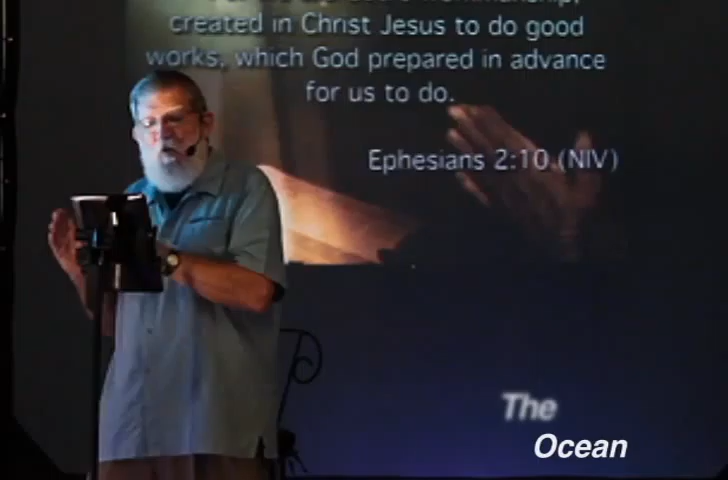 created in Christ Jesus to do good
works, which God prepared in advance
for us to do.
Ephesians 2:10 (NIV)
The
Ocean